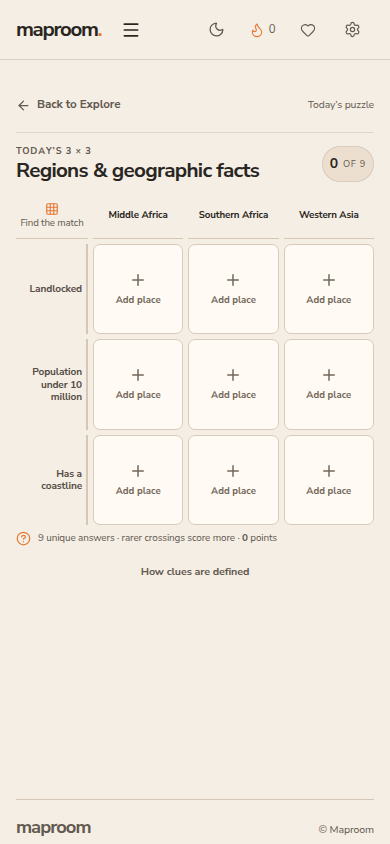 maproom.
0
Back to Explore
Today's puzzle
TODAY'S 3 × 3
Regions & geographic facts
0 OF 9
Find the match
Middle Africa
Southern Africa
Western Asia
Landlocked
Add place
Add place
Add place
Population
under 10
million
Add place
Add place
Add place
Has a
coastline
Add place
Add place
Add place
9 unique answers · rarer crossings score more · 0 points
How clues are defined
maproom
© Maproom